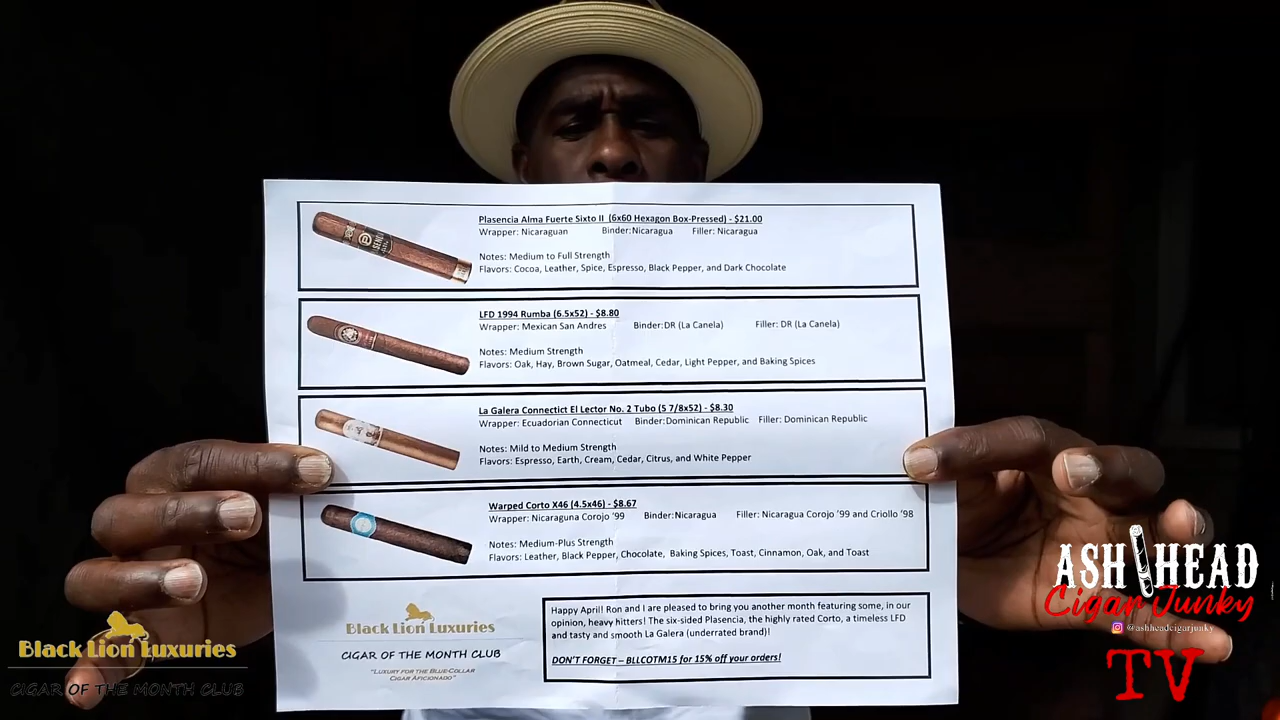 Plasencia Alma Fuerte Sixto II (6x60 Hexagon Box-Pressed) - $21.00
Wrapper: Nicaraguan Binder:Nicaragua Filler: Nicaragua
Notes: Medium to Full Strength
Flavors: Cocoa, Leather, Spice, Espresso, Black Pepper, and Dark Chocolate
LFD 1994 Rumba (6.5x52) - $8.80
Wrapper: Mexican San Andres Binder:DR (La Canela) Filler: DR (La Canela)
Notes: Medium Strength
Flavors: Oak, Hay, Brown Sugar, Oatmeal, Cedar, Light Pepper, and Baking Spices
La Galera Connectict El Lector No. 2 Tubo (5 7/8x52) - $8.30
Wrapper: Ecuadorian Connecticut Binder:Dominican Republic Filler: Dominican Republic
Notes: Mild to Medium Strength
Flavors: Espresso, Earth, Cream, Cedar, Citrus, and White Pepper
Warped Corto X46 (4.5x46) - $8.67
Wrapper: Nicaraguna Corojo '99 Binder:Nicaragua Filler: Nicaragua Corojo '99 and Criollo '98
Notes: Medium-Plus Strength
Flavors: Leather, Black Pepper, Chocolate, Baking Spices, Toast, Cinnamon, Oak, and Toast
Black Lion Luxuries
CIGAR OF THE MONTH CLUB
"LUXURY FOR THE BLUE-COLLAR
CIGAR AFICIONADO"
Happy April! Ron and I are pleased to bring you another month featuring some, in our
opinion, heavy hitters! The six-sided Plasencia, the highly rated Corto, a timeless LFD
and tasty and smooth La Galera (underrated brand)!
DON'T FORGET – BLLCOTM15 for 15% off your orders!
Black Lion Luxuries
CIGAR OF THE MONTH CLUB
ASH HEAD
Cigar Junky
@ashheadcigarjunky
TV